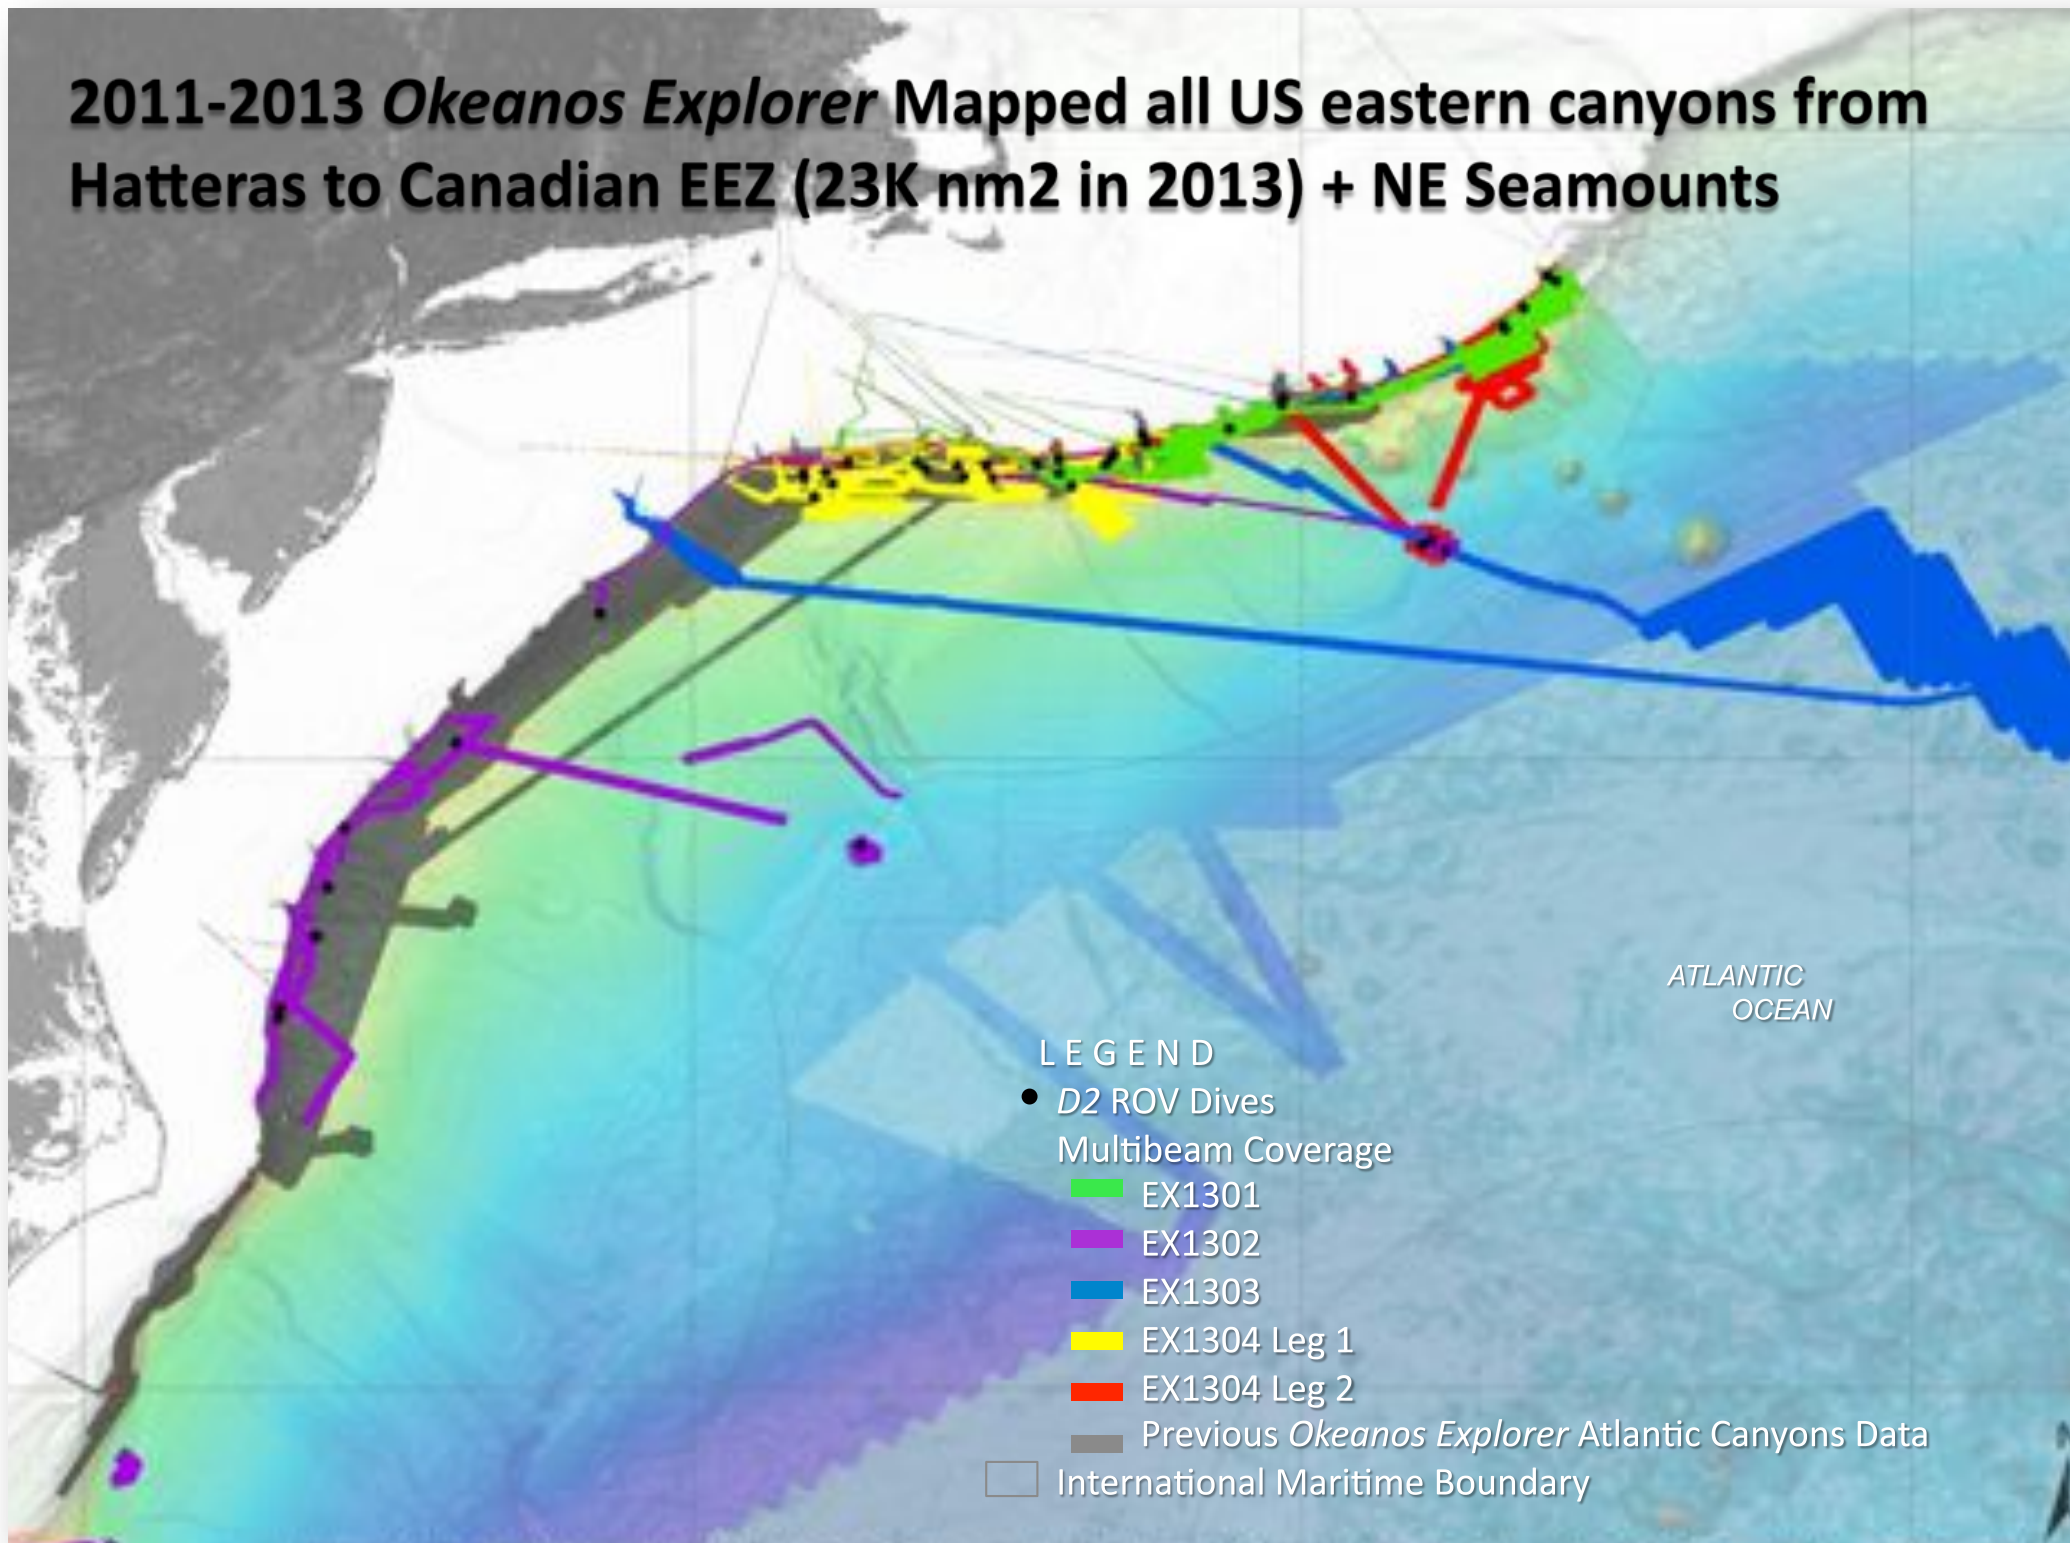 2011-2013 Okeanos Explorer Mapped all US eastern canyons from
Hatteras to Canadian EEZ (23K nm2 in 2013) + NE Seamounts
ATLANTIC
OCEAN
LEGEND
D2 ROV Dives
Multibeam Coverage
EX1301
EX1302
EX1303
EX1304 Leg 1
EX1304 Leg 2
Previous Okeanos Explorer Atlantic Canyons Data
International Maritime Boundary